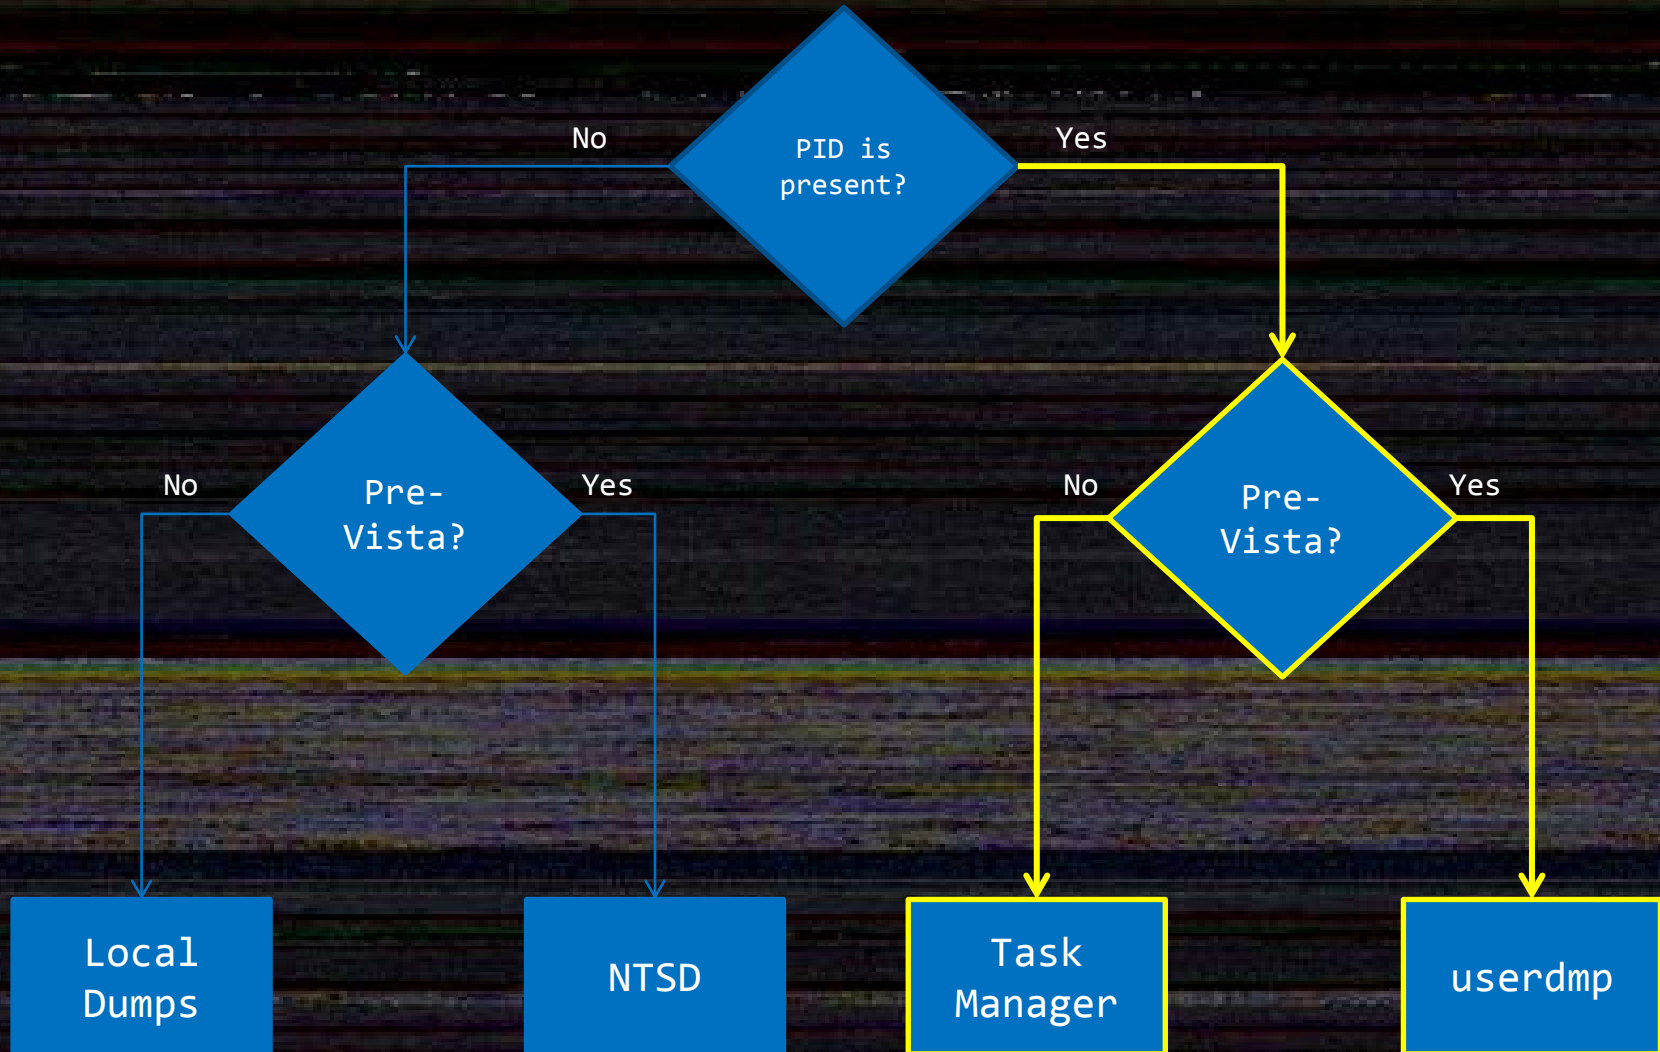 No
Yes
PID is
present?
No
Yes
No
Yes
Pre-
Vista?
Pre-
Vista?
Local
Dumps
NTSD
Task
Manager
userdmp